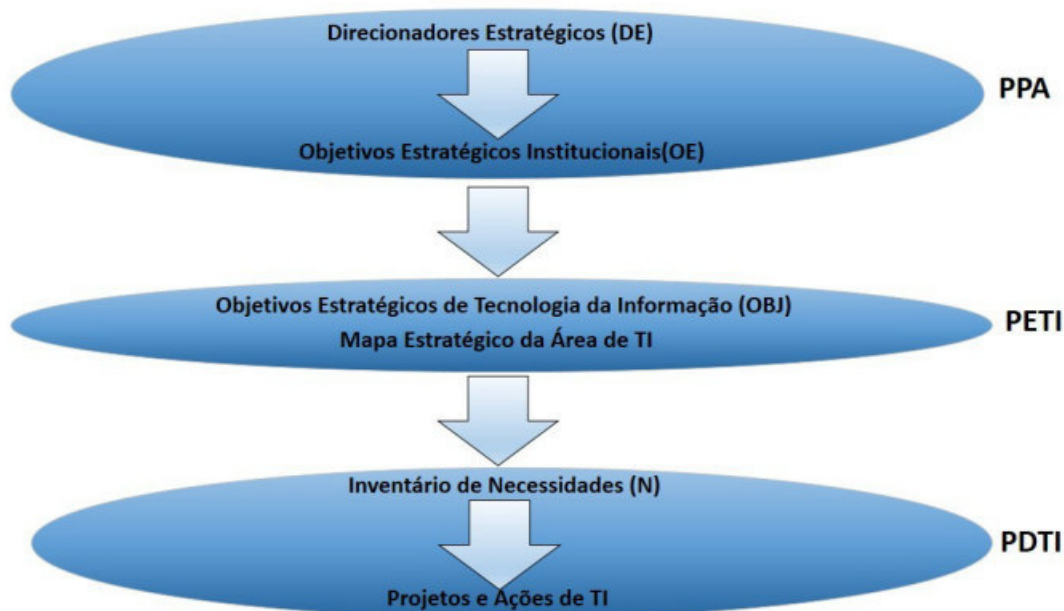 Direcionadores Estratégicos (DE)
PPA
Objetivos Estratégicos Institucionais(OE)
Objetivos Estratégicos de Tecnologia da Informação (OBJ)
PETI
Mapa Estratégico da Área de TI
Inventário de Necessidades (N)
PDTI
Projetos e Ações de TI